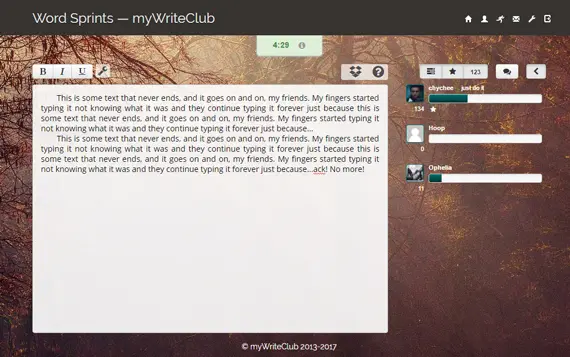 Word Sprints — myWriteClub
4:29
B I U
123
This is some text that never ends, and it goes on and on, my friends. My fingers started
typing it not knowing what it was and they continue typing it forever just because this is
some text that never ends, and it goes on and on, my friends. My fingers started typing it
not knowing what it was and they continue typing it forever just because...
This is some text that never ends, and it goes on and on, my friends. My fingers started
typing it not knowing what it was and they continue typing it forever just because this is
some text that never ends, and it goes on and on, my friends. My fingers started typing it
not knowing what it was and they continue typing it forever just because...ack! No more!
chychee just do it
134
Hoop
0
Ophelia
11
© myWriteClub 2013-2017